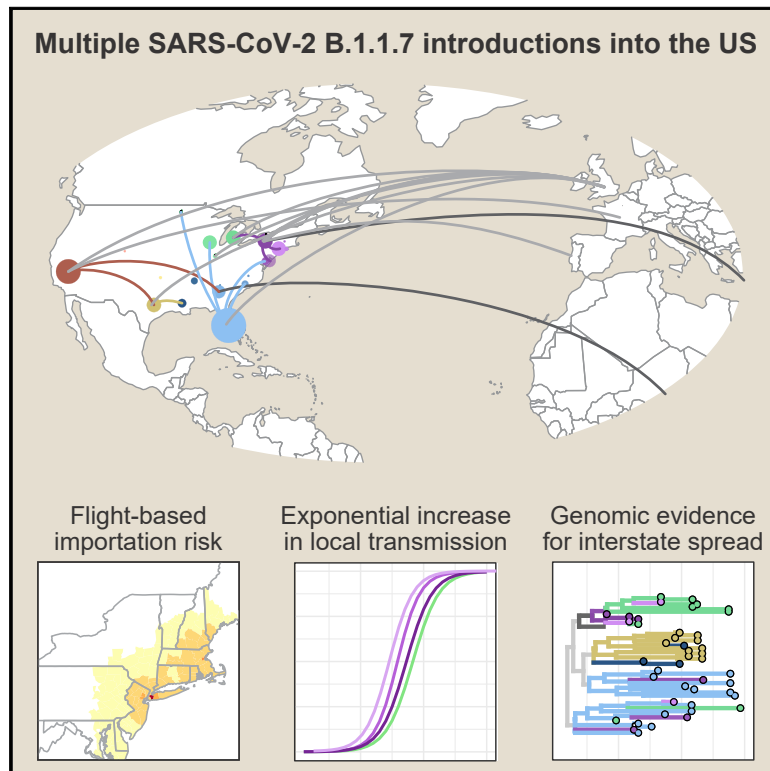 Multiple SARS-CoV-2 B.1.1.7 introductions into the US
Flight-based
importation risk
Exponential increase
in local transmission
Genomic evidence
for interstate spread